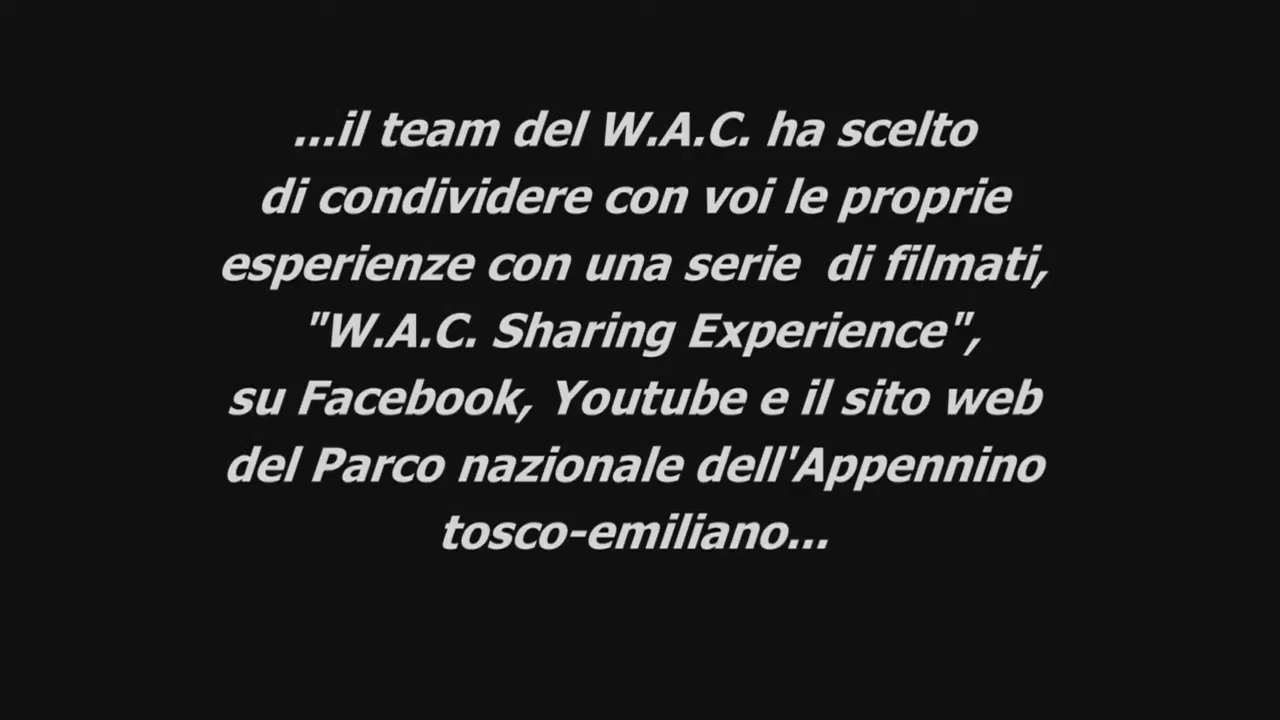 ...il team del W.A.C. ha scelto
di condividere con voi le proprie
esperienze con una serie  di filmati,
"W.A.C. Sharing Experience",
su Facebook, Youtube e il sito web
del Parco nazionale dell'Appennino
tosco-emiliano...